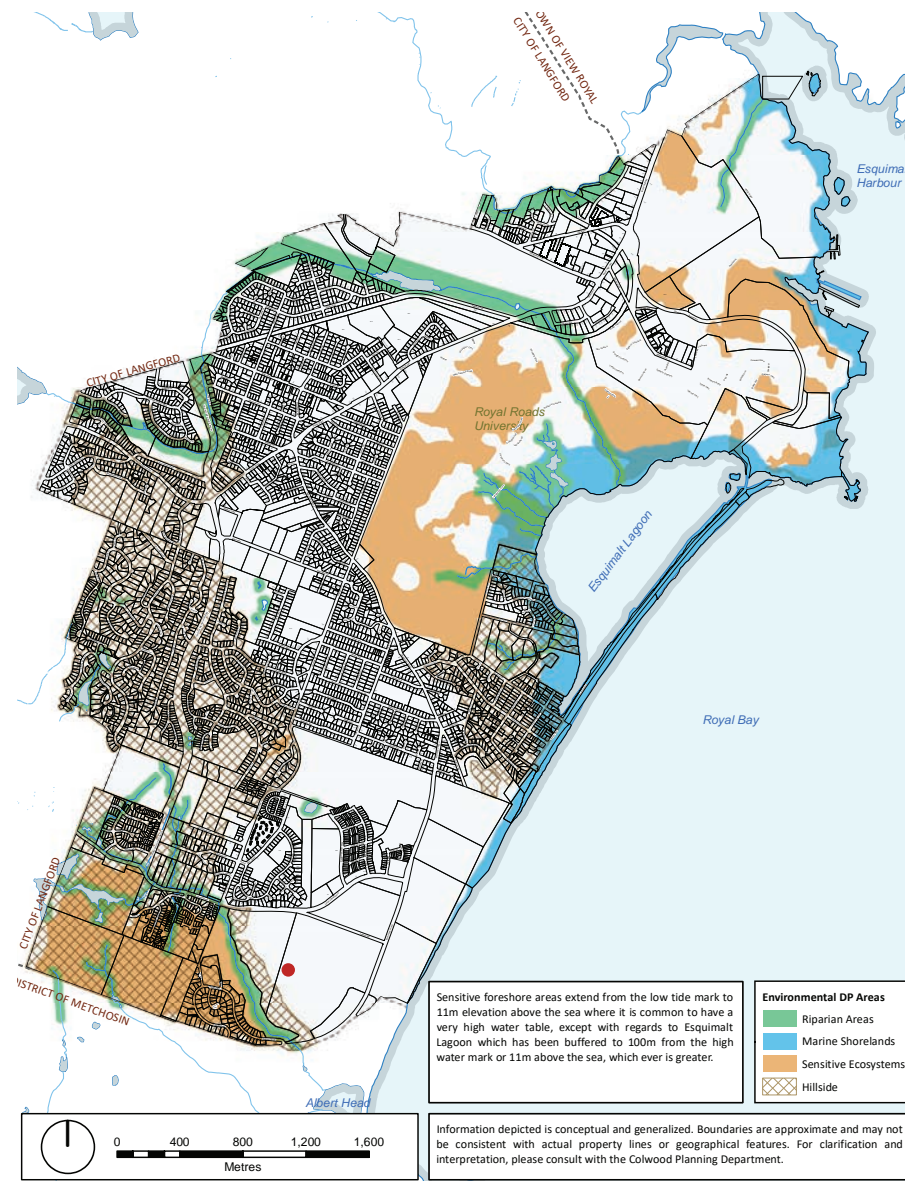 OWN OF VIEW ROYAL
CITY OF LANGFORD
Esquimal
Harbour
CITY OF LANGFORD
Royal Roads
University
Esquimalt Lagoon
Royal Bay
CITY OF LANGFORD
DISTRICT OF METCHOSIN
Albert Head
Sensitive foreshore areas extend from the low tide mark to
11m elevation above the sea where it is common to have a
very high water table, except with regards to Esquimalt
Lagoon which has been buffered to 100m from the high
water mark or 11m above the sea, which ever is greater.
Environmental DP Areas
Riparian Areas
Marine Shorelands
Sensitive Ecosystems
Hillside
0 400 800 1,200 1,600
Metres
Information depicted is conceptual and generalized. Boundaries are approximate and may not
be consistent with actual property lines or geographical features. For clarification and
interpretation, please consult with the Colwood Planning Department.